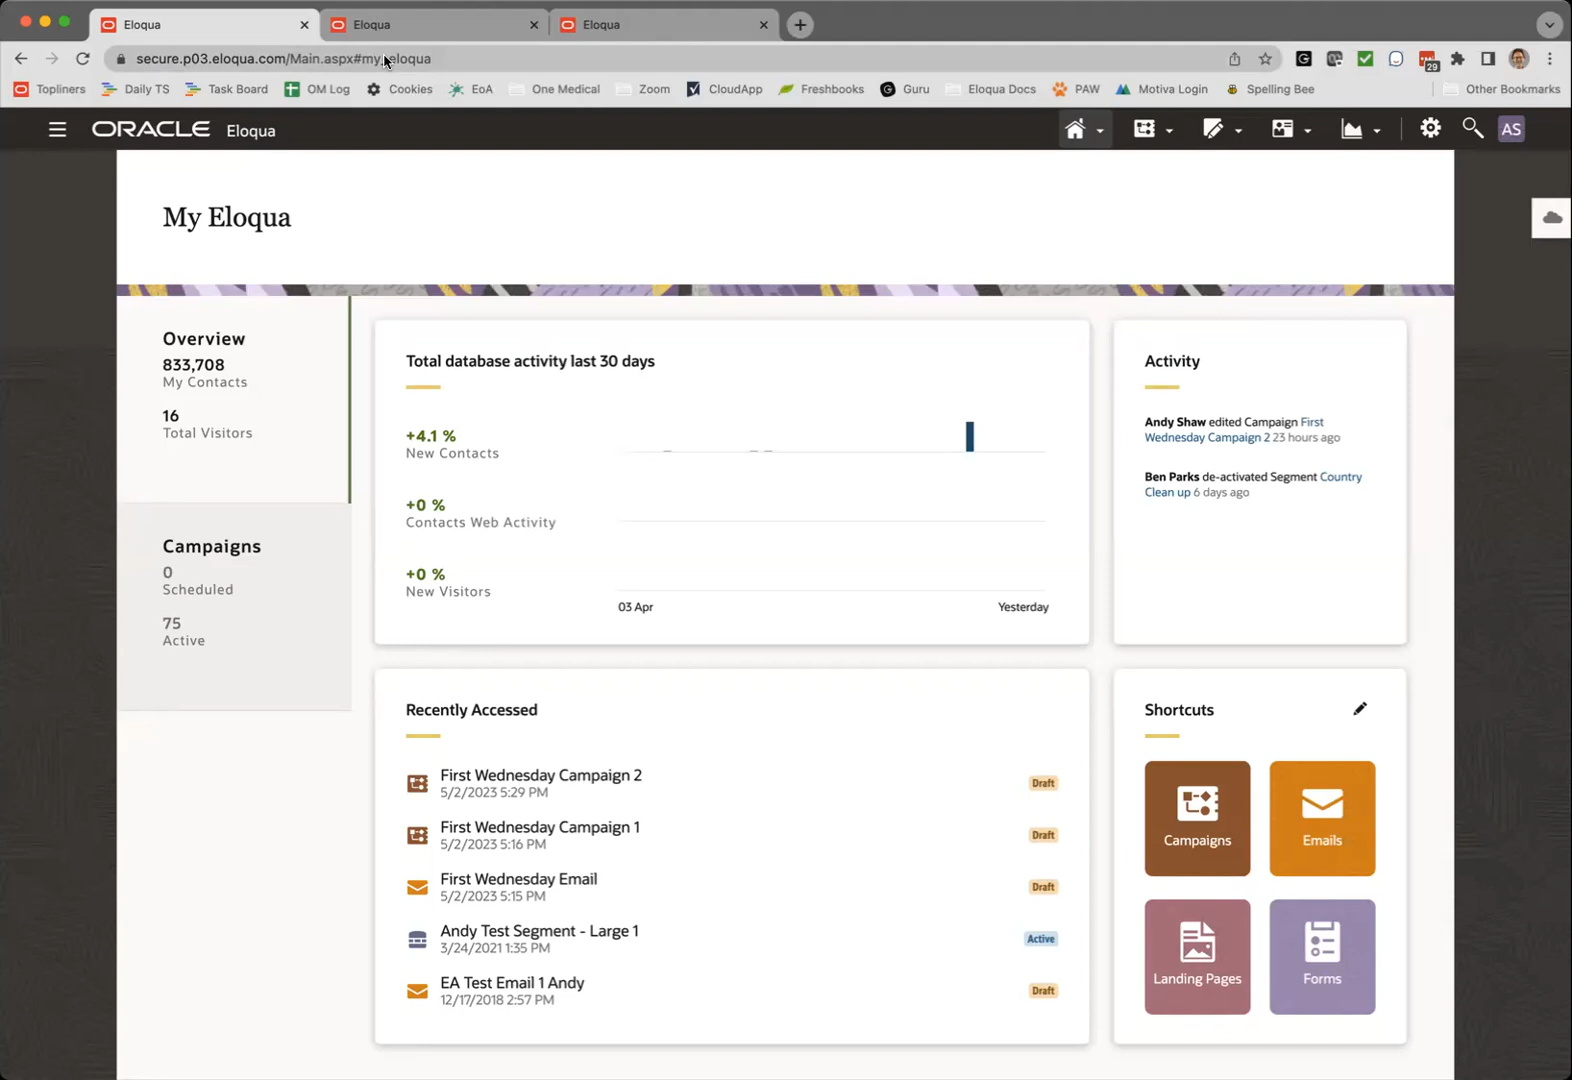 Eloqua
Eloqua
Eloqua
secure.p03.eloqua.com/Main.aspx#my_eloqua
29
Topliners
Daily TS
Task Board
OM Log
Cookies
EoA
One Medical
Zoom
CloudApp
Freshbooks
Guru
Eloqua Docs
PAW
Motiva Login
Spelling Bee
Other Bookmarks
ORACLE Eloqua
AS
My Eloqua
Overview
833,708
My Contacts
16
Total Visitors
Campaigns
0
Scheduled
75
Active
Total database activity last 30 days
+4.1 %
New Contacts
+0 %
Contacts Web Activity
+0 %
New Visitors
03 Apr
Yesterday
Activity
Andy Shaw edited Campaign First
Wednesday Campaign 2 23 hours ago
Ben Parks de-activated Segment Country
Clean up 6 days ago
Recently Accessed
First Wednesday Campaign 2
5/2/2023 5:29 PM
Draft
First Wednesday Campaign 1
5/2/2023 5:16 PM
Draft
First Wednesday Email
5/2/2023 5:15 PM
Draft
Andy Test Segment - Large 1
3/24/2021 1:35 PM
Active
EA Test Email 1 Andy
12/17/2018 2:57 PM
Draft
Shortcuts
Campaigns
Emails
Landing Pages
Forms